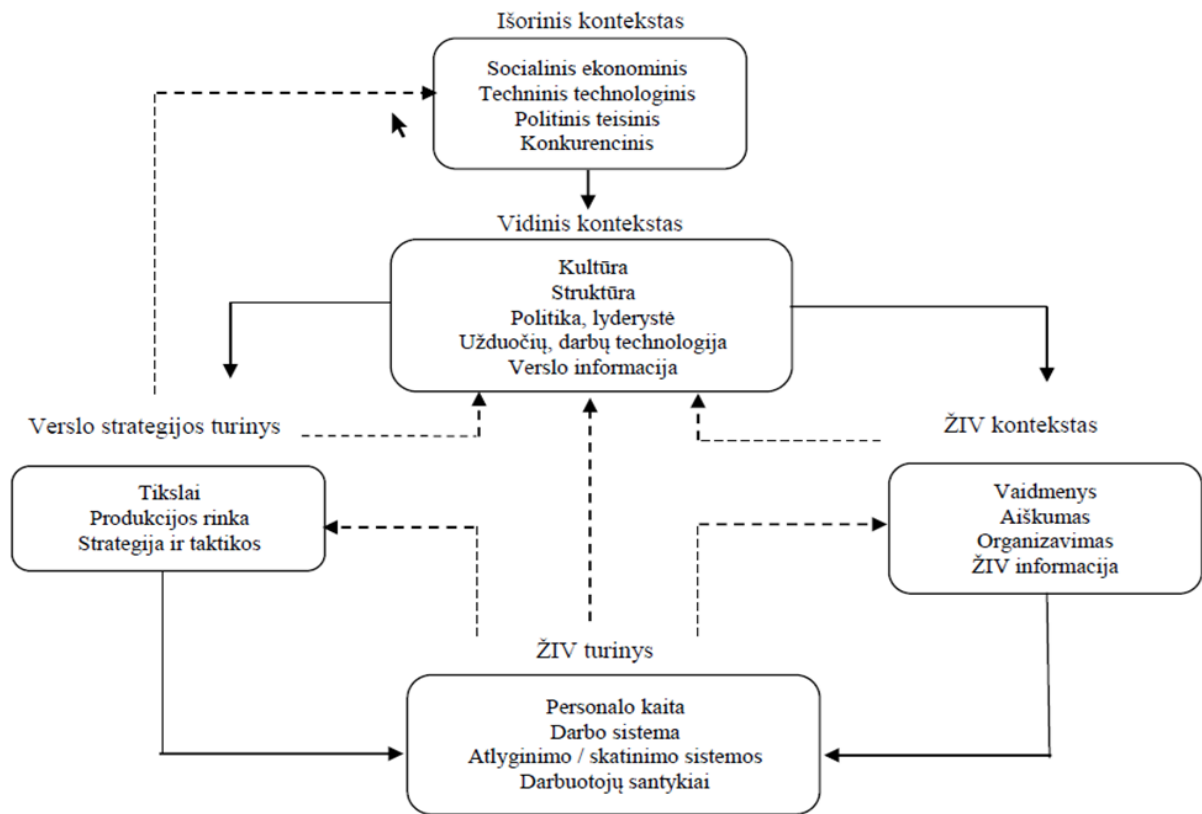 Išorinis kontekstas
Socialinis ekonominis
Techninis technologinis
Politinis teisinis
Konkurencinis
Vidinis kontekstas
Kultūra
Struktūra
Politika, lyderystė
Užduočių, darbų technologija
Verslo informacija
Verslo strategijos turinys
Tikslai
Produkcijos rinka
Strategija ir taktikos
ŽIV kontekstas
Vaidmenys
Aiškumas
Organizavimas
ŽIV informacija
ŽIV turinys
Personalo kaita
Darbo sistema
Atlyginimo / skatinimo sistemos
Darbuotojų santykiai